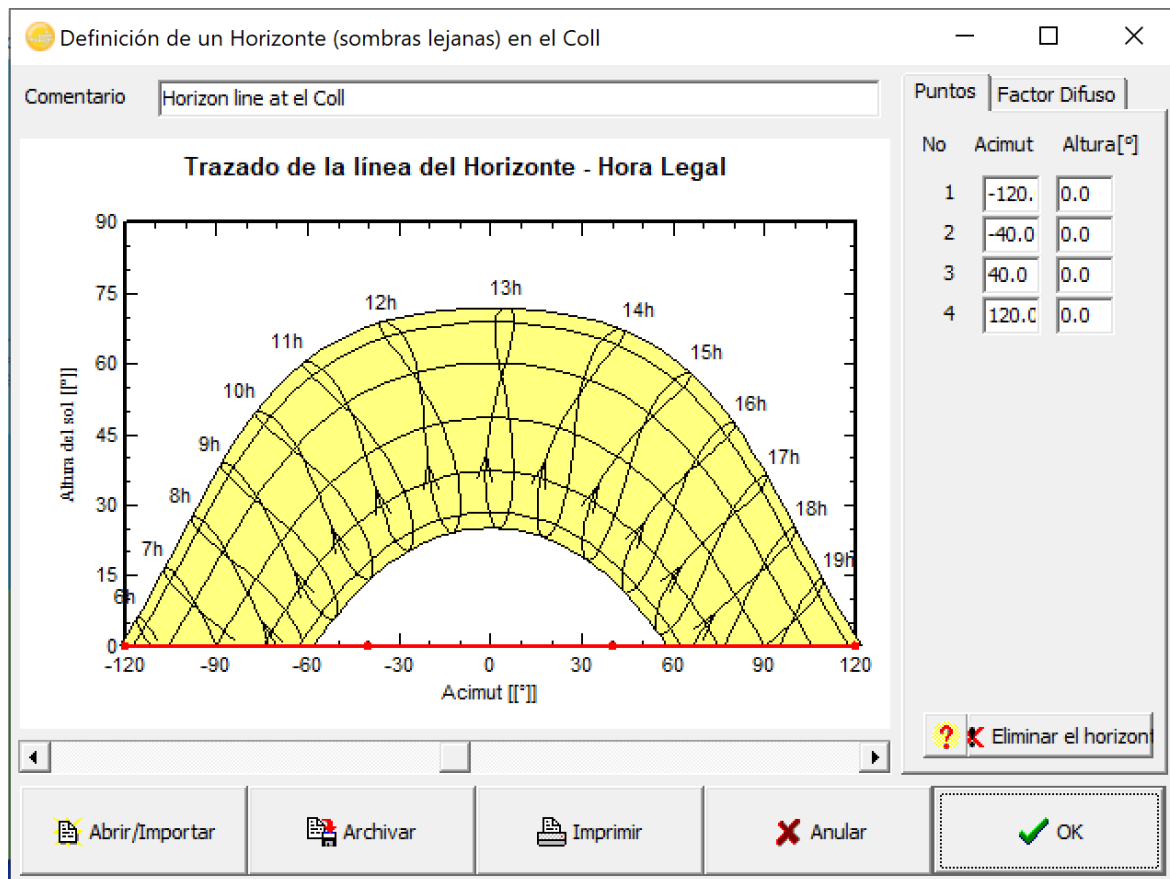 Definición de un Horizonte (sombras lejanas) en el Coll
Comentario Horizon line at el Coll
Puntos Factor Difuso
No Acimut Altura[º]
1 -120. 0.0
2 -40.0 0.0
3 40.0 0.0
4 120.0 0.0
Trazado de la línea del Horizonte - Hora Legal
Altura del sol [[º]]
90
75
60
45
30
15
0
6h 7h 8h 9h 10h 11h 12h 13h 14h 15h 16h 17h 18h 19h
-120 -90 -60 -30 0 30 60 90 120
Acimut [[°]]
? Eliminar el horizont
Abrir/Importar Archivar Imprimir Anular OK